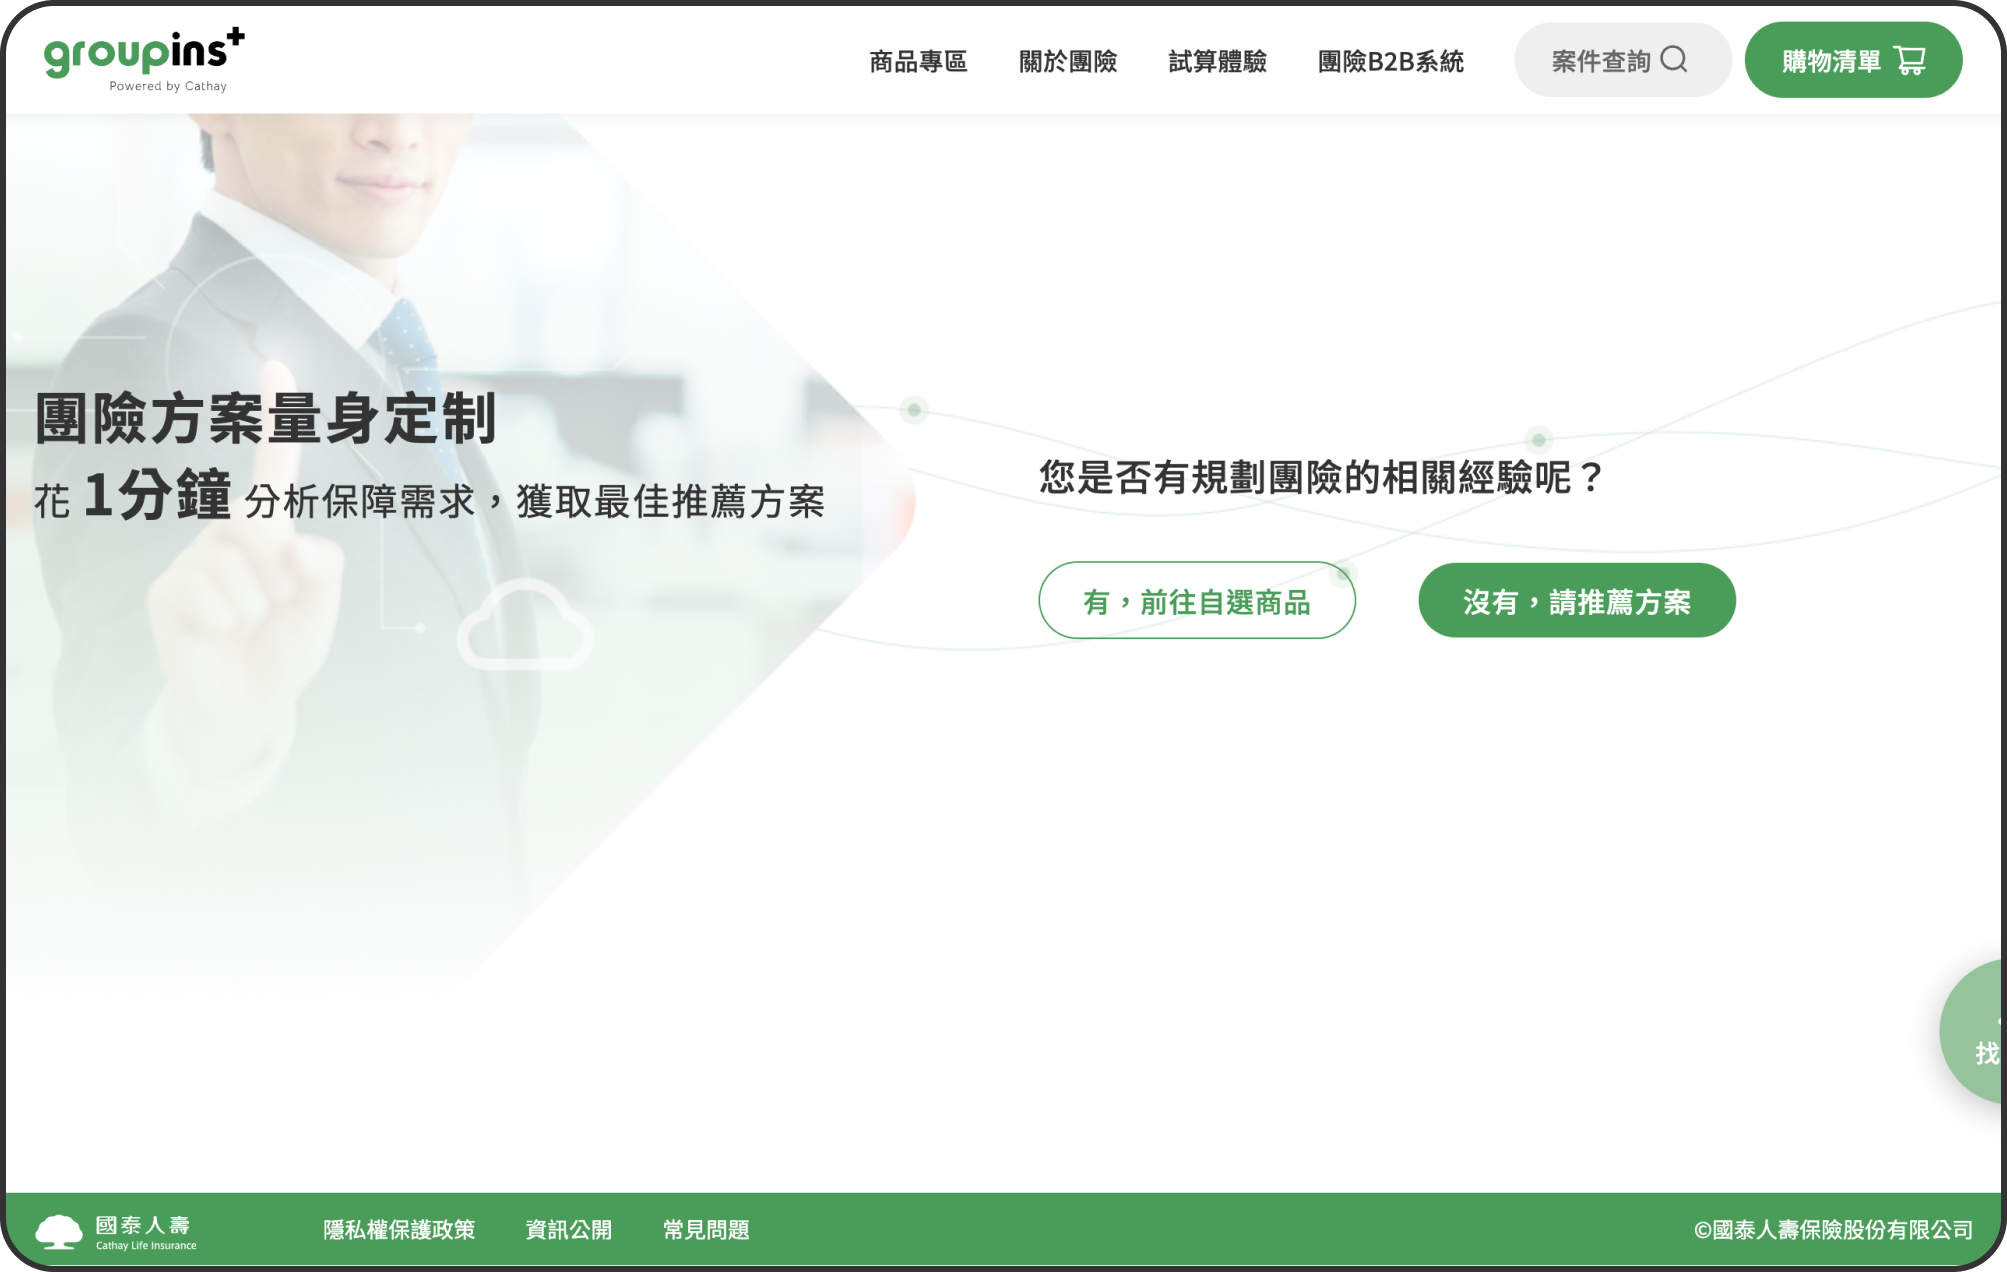 groupins+
Powered by Cathay
商品專區
關於團險
試算體驗
團險B2B系統
案件查詢
購物清單
團險方案量身定制
花 1分鐘 分析保障需求，獲取最佳推薦方案
您是否有規劃團險的相關經驗呢？
有，前往自選商品
沒有，請推薦方案
找
國泰人壽
Cathay Life Insurance
隱私權保護政策
資訊公開
常見問題
©國泰人壽保險股份有限公司